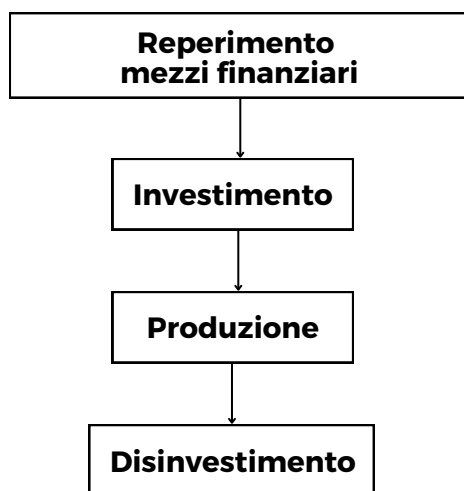 Reperimento
mezzi finanziari
Investimento
Produzione
Disinvestimento